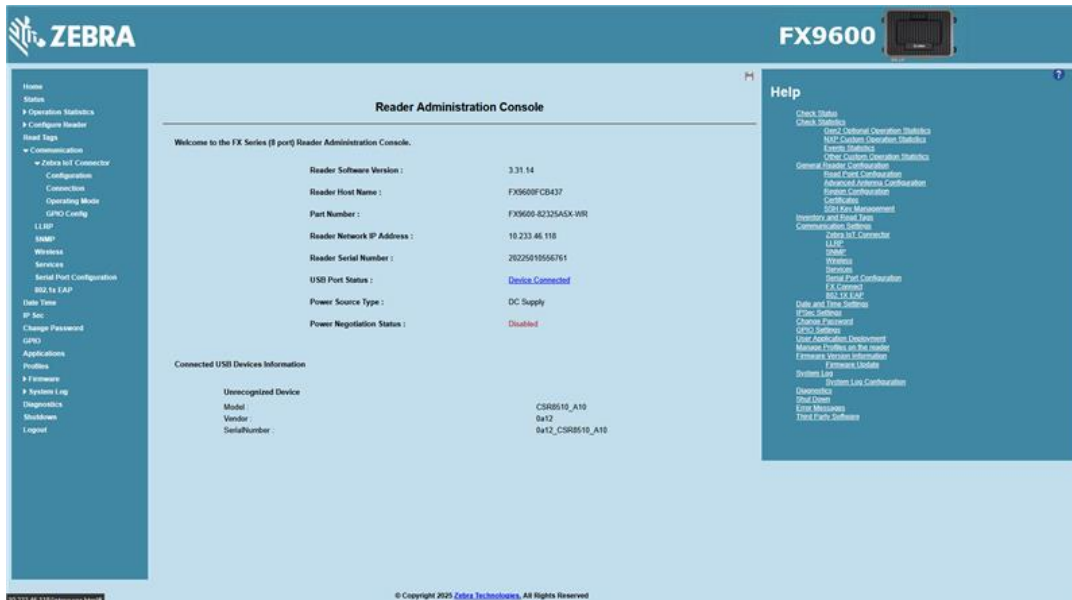 ZEBRA
FX9600
Home
Status
Operation Statistics
Configure Reader
Read Tags
Communication
Zebra IoT Connector
Configuration
Connection
Operating Mode
GPIO Config
LLRP
SNMP
Wireless
Services
Serial Port Configuration
802.1x EAP
Date Time
IP Sec
Change Password
GPIO
Applications
Profiles
Firmware
System Log
Diagnostics
Shutdown
Logout
Reader Administration Console
Welcome to the FX Series (8 port) Reader Administration Console.
Reader Software Version : 3.31.14
Reader Host Name : FX9600FCB437
Part Number : FX9600-82325A5X-WR
Reader Network IP Address : 10.233.46.118
Reader Serial Number : 20225010556761
USB Port Status : Device Connected
Power Source Type : DC Supply
Power Negotiation Status : Disabled
Connected USB Devices Information
Unrecognized Device
Model : CSR8510_A10
Vendor : 0a12
SerialNumber : 0a12_CSR8510_A10
Help
Check Status
Check Statistics
Gen2 Optional Operation Statistics
NXP Custom Operation Statistics
Events Statistics
Other Custom Operation Statistics
General Reader Configuration
Read Point Configuration
Advanced Antenna Configuration
Region Configuration
Certificates
SSH Key Management
Inventory and Read Tags
Communication Settings
Zebra IoT Connector
LLRP
SNMP
Wireless
Services
Serial Port Configuration
FX Connect
802.1X EAP
Date and Time Settings
IPSec Settings
Change Password
GPIO Settings
User Application Deployment
Manage Profiles on the reader
Firmware Version Information
Firmware Update
System Log
System Log Configuration
Diagnostics
Shut Down
Error Messages
Third Party Software
© Copyright 2025 Zebra Technologies, All Rights Reserved